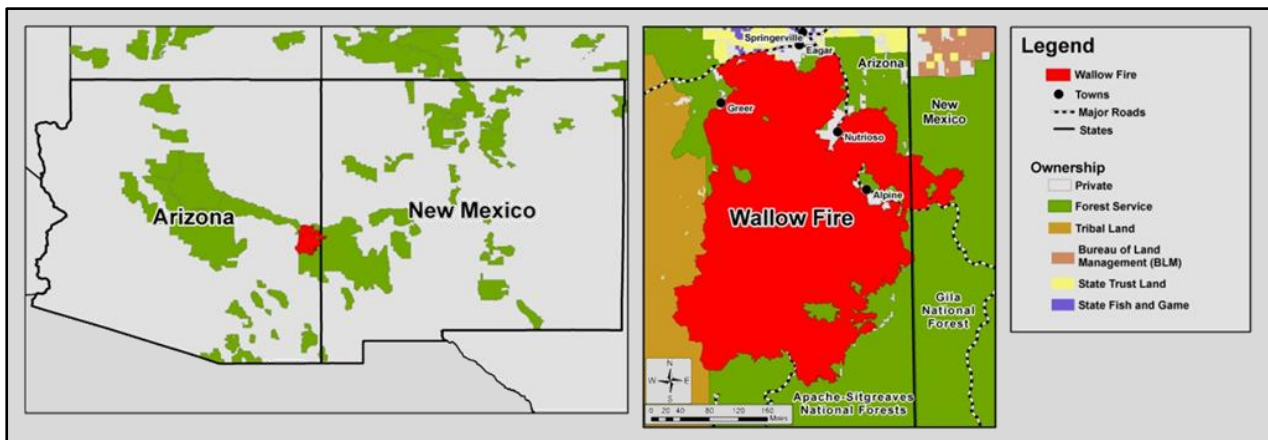 Arizona
New Mexico
Springerville
Eagar
Arizona
New
Mexico
Greer
Nutrioso
Alpine
Wallow Fire
Gila
National
Forest
N
W
E
S
Apache-Sitgreaves
National Forests
0 20 40 80 120 160
Miles
Legend
Wallow Fire
Towns
Major Roads
States
Ownership
Private
Forest Service
Tribal Land
Bureau of Land
Management (BLM)
State Trust Land
State Fish and Game